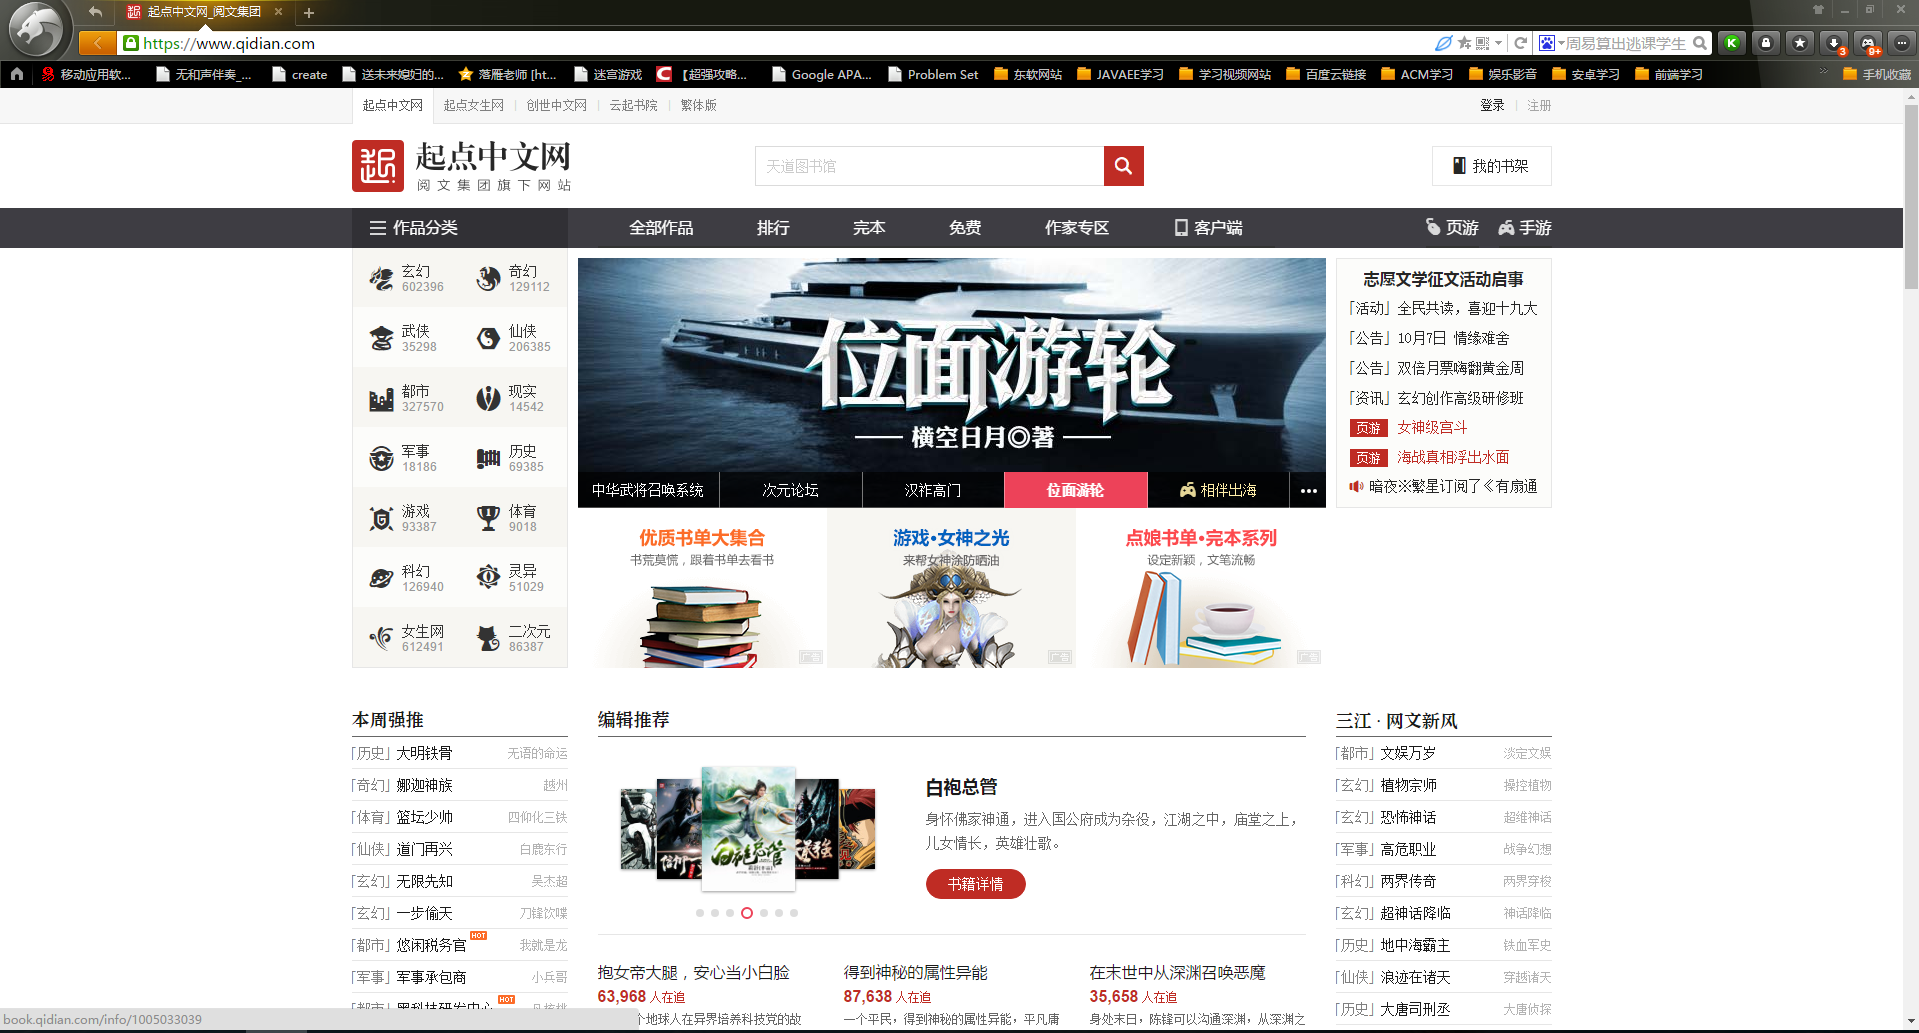 起点中文网_阅文集团
https://www.qidian.com
周易算出逃课学生
移动应用软...
无和声伴奏_...
create
送未来媳妇的...
落雁老师 [ht...
迷宫游戏
【超强攻略...
Google APA...
Problem Set
东软网站
JAVAEE学习
学习视频网站
百度云链接
ACM学习
娱乐影音
安卓学习
前端学习
手机收藏
起点中文网
起点女生网
创世中文网
云起书院
繁体版
登录
注册
起点中文网
阅文集团旗下网站
天道图书馆
我的书架
作品分类
全部作品
排行
完本
免费
作家专区
客户端
页游
手游
玄幻
602396
奇幻
129112
武侠
35298
仙侠
206385
都市
327570
现实
14542
军事
18186
历史
69385
游戏
93387
体育
9018
科幻
126940
灵异
51029
女生网
612491
二次元
86387
位面游轮
横空日月◎著
中华武将召唤系统
次元论坛
汉祚高门
位面游轮
相伴出海
志愿文学征文活动启事
「活动」全民共读，喜迎十九大
「公告」10月7日 情缘难舍
「公告」双倍月票嗨翻黄金周
「资讯」玄幻创作高级研修班
页游 女神级宫斗
页游 海战真相浮出水面
暗夜※繁星订阅了《有扇通
优质书单大集合
书荒莫慌，跟着书单去看书
广告
游戏·女神之光
来帮女神涂防晒油
广告
点娘书单·完本系列
设定新颖，文笔流畅
广告
本周强推
「历史」大明铁骨 无语的命运
「奇幻」娜迦神族 越州
「体育」篮坛少帅 四仰化三铁
「仙侠」道门再兴 白鹿东行
「玄幻」无限先知 吴杰超
「玄幻」一步偷天 刀锋饮喋
「都市」悠闲税务官 HOT 我就是龙
「军事」军事承包商 小兵哥
「都市」黑科技研发中心 HOT
编辑推荐
白袍总管
白袍总管
身怀佛家神通，进入国公府成为杂役，江湖之中，庙堂之上，
儿女情长，英雄壮歌。
书籍详情
抱女帝大腿，安心当小白脸
63,968 人在追
个地球人在异界培养科技党的故
得到神秘的属性异能
87,638 人在追
一个平民，得到神秘的属性异能，平凡庸
在末世中从深渊召唤恶魔
35,658 人在追
身处末日，陈锋可以沟通深渊，从深渊之
三江·网文新风
「都市」文娱万岁 淡定文娱
「玄幻」植物宗师 操控植物
「玄幻」恐怖神话 超维神话
「军事」高危职业 战争幻想
「科幻」两界传奇 两界穿梭
「玄幻」超神话降临 神话降临
「历史」地中海霸主 铁血军史
「仙侠」浪迹在诸天 穿越诸天
「历史」大唐司刑丞 大唐侦探
book.qidian.com/info/1005033039